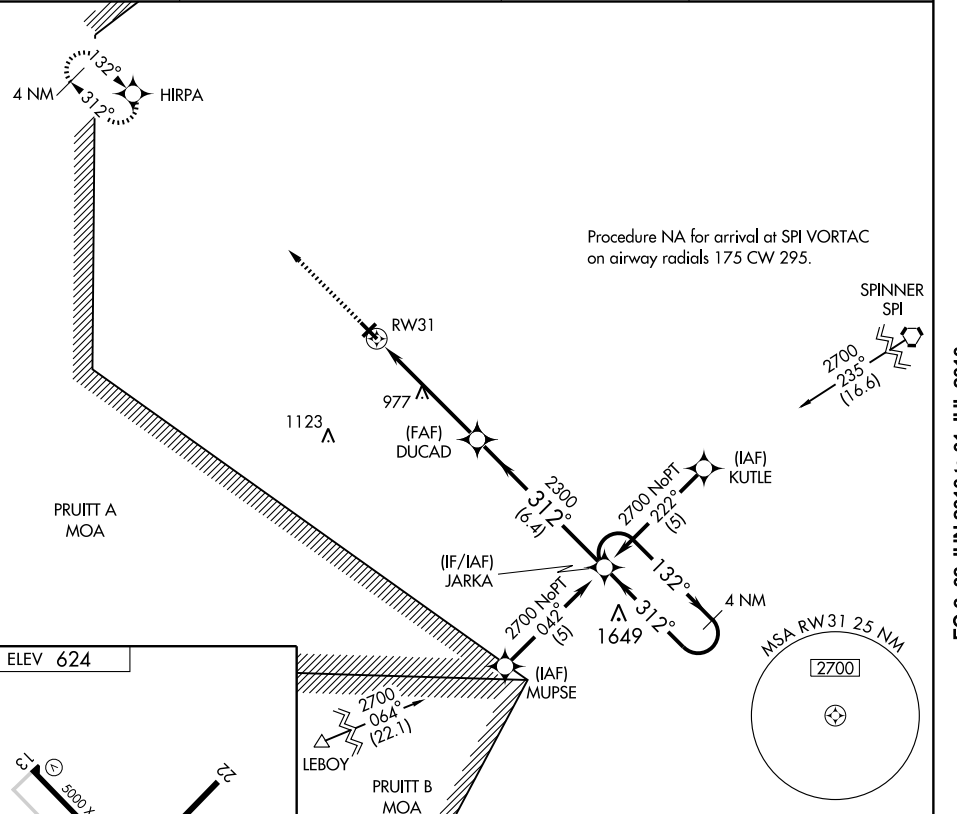 132°
4 NM
HIRPA
312°
Procedure NA for arrival at SPI VORTAC
on airway radials 175 CW 295.
SPINNER
SPI
2700
235°
(16.6)
RW31
977
1123
(FAF)
DUCAD
(IAF)
KUTLE
2700 NoPT
222°
(5)
2300
312°
(6.4)
PRUITT A
MOA
(IF/IAF)
JARKA
132°
4 NM
312°
1649
2700 NoPT
042°
(5)
(IAF)
MUPSE
MSA RW31 25 NM
2700
ELEV 624
2700
064°
(22.1)
LEBOY
PRUITT B
MOA
13
V
5000 X
22